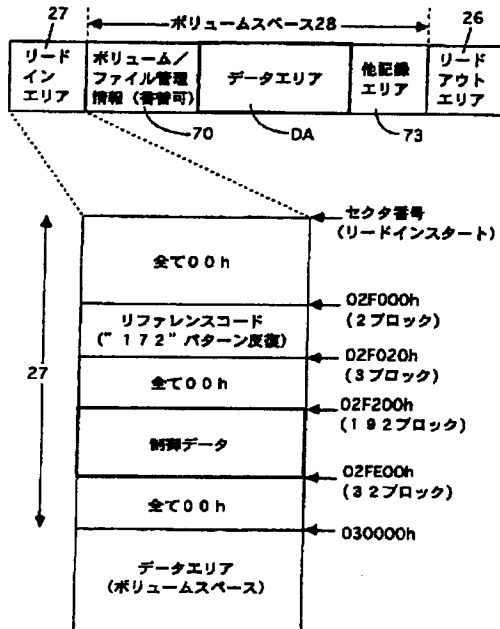 ボリュームスペース28
27
26
リード
イン
エリア
ボリューム／
ファイル管理
情報（書替可）
データエリア
他記録
エリア
リード
アウト
エリア
70
DA
73
セクタ番号
(リードインスタート)
全て００ｈ
02F000h
(２ブロック)
リファレンスコード
("１７２"パターン反復)
02F020h
(３ブロック)
全て００ｈ
27
02F200h
(１９２ブロック)
制御データ
02FE00h
(３２ブロック)
全て００ｈ
030000h
データエリア
(ボリュームスペース)